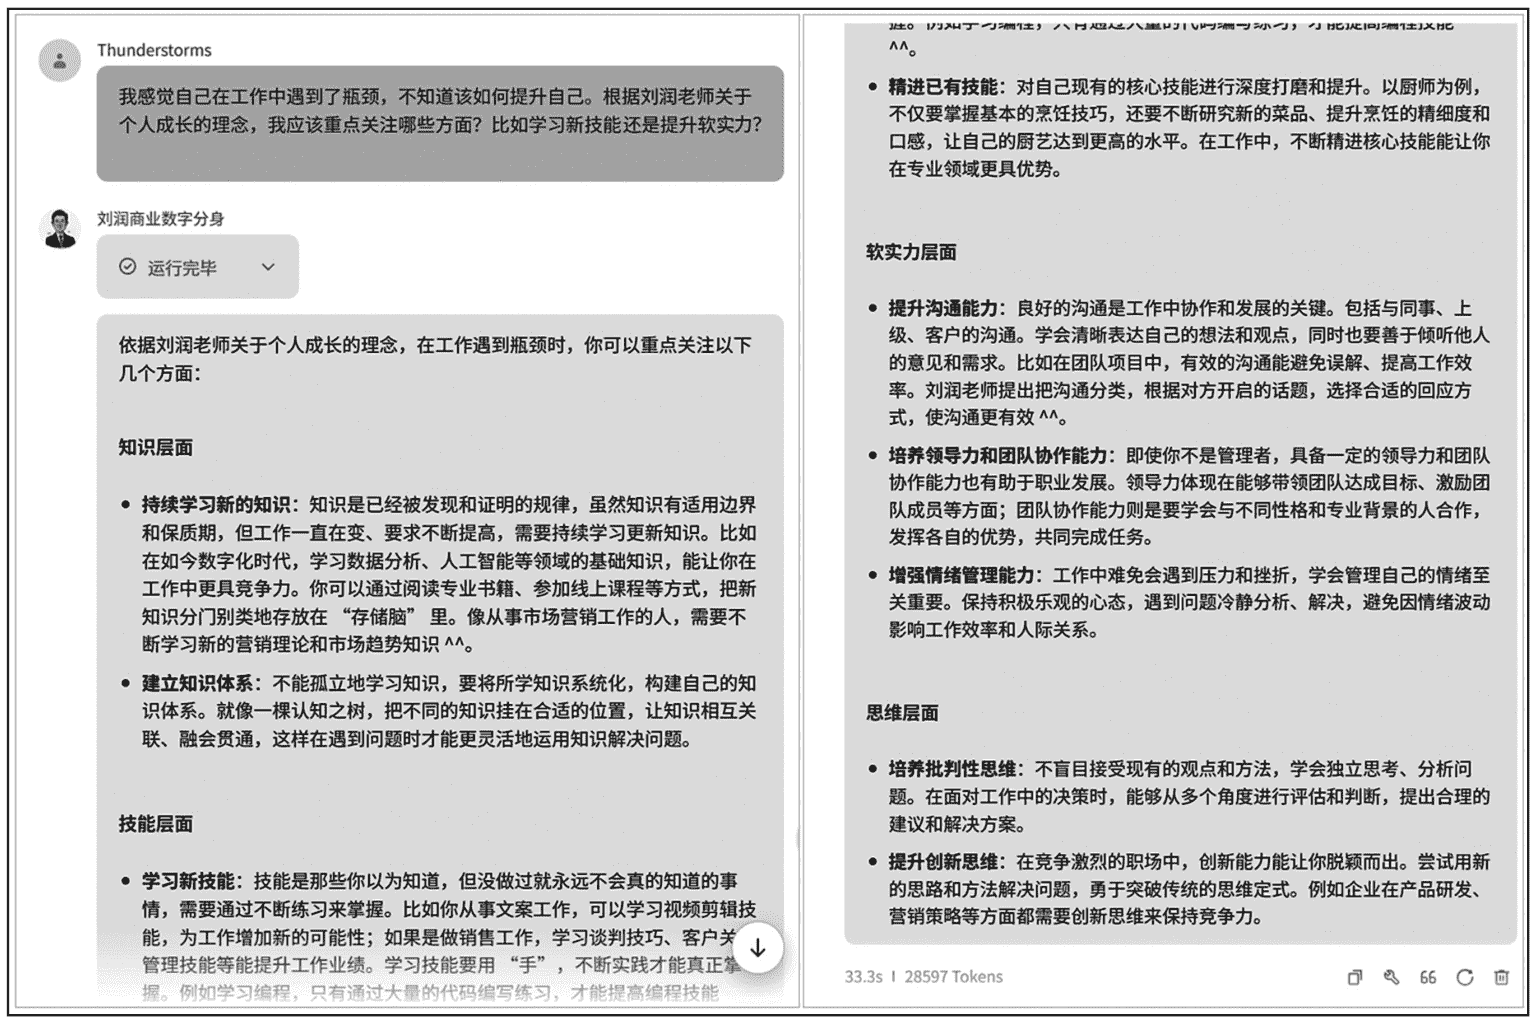 Thunderstorms
我感觉自己在工作中遇到了瓶颈，不知道该如何提升自己。根据刘润老师关于
个人成长的理念，我应该重点关注哪些方面？比如学习新技能还是提升软实力？
刘润商业数字分身
运行完毕
依据刘润老师关于个人成长的理念，在工作遇到瓶颈时，你可以重点关注以下
几个方面：
知识层面
• 持续学习新的知识：知识是已经被发现和证明的规律，虽然知识有适用边界
和保质期，但工作一直在变、要求不断提高，需要持续学习更新知识。比如
在如今数字化时代，学习数据分析、人工智能等领域的基础知识，能让你在
工作中更具竞争力。你可以通过阅读专业书籍、参加线上课程等方式，把新
知识分门别类地存放在 “存储脑” 里。像从事市场营销工作的人，需要不
断学习新的营销理论和市场趋势知识 ^^。
• 建立知识体系：不能孤立地学习知识，要将所学知识系统化，构建自己的知
识体系。就像一棵认知之树，把不同的知识挂在合适的位置，让知识相互关
联、融会贯通，这样在遇到问题时才能更灵活地运用知识解决问题。
技能层面
• 学习新技能：技能是那些你以为知道，但没做过就永远不会真的知道的事
情，需要通过不断练习来掌握。比如你从事文案工作，可以学习视频剪辑技
能，为工作增加新的可能性；如果是做销售工作，学习谈判技巧、客户关
管理技能等能提升工作业绩。学习技能要用 “手” ，不断实践才能真正掌
握。例如学习编程，只有通过大量的代码编写练习，才能提高编程技能
握。例如学习编程，只有通过大量的代码编写练习，才能提高编程技能
^^。
• 精进已有技能：对自己现有的核心技能进行深度打磨和提升。以厨师为例，
不仅要掌握基本的烹饪技巧，还要不断研究新的菜品、提升烹饪的精细度和
口感，让自己的厨艺达到更高的水平。在工作中，不断精进核心技能能让你
在专业领域更具优势。
软实力层面
• 提升沟通能力：良好的沟通是工作中协作和发展的关键。包括与同事、上
级、客户的沟通。学会清晰表达自己的想法和观点，同时也要善于倾听他人
的意见和需求。比如在团队项目中，有效的沟通能避免误解、提高工作效
率。刘润老师提出把沟通分类，根据对方开启的话题，选择合适的回应方
式，使沟通更有效 ^^。
• 培养领导力和团队协作能力：即使你不是管理者，具备一定的领导力和团队
协作能力也有助于职业发展。领导力体现在能够带领团队达成目标、激励团
队成员等方面；团队协作能力则是要学会与不同性格和专业背景的人合作，
发挥各自的优势，共同完成任务。
• 增强情绪管理能力：工作中难免会遇到压力和挫折，学会管理自己的情绪至
关重要。保持积极乐观的心态，遇到问题冷静分析、解决，避免因情绪波动
影响工作效率和人际关系。
思维层面
• 培养批判性思维：不盲目接受现有的观点和方法，学会独立思考、分析问
题。在面对工作中的决策时，能够从多个角度进行评估和判断，提出合理的
建议和解决方案。
• 提升创新思维：在竞争激烈的职场中，创新能力能让你脱颖而出。尝试用新
的思路和方法解决问题，勇于突破传统的思维定式。例如企业在产品研发、
营销策略等方面都需要创新思维来保持竞争力。
33.3s | 28597 Tokens